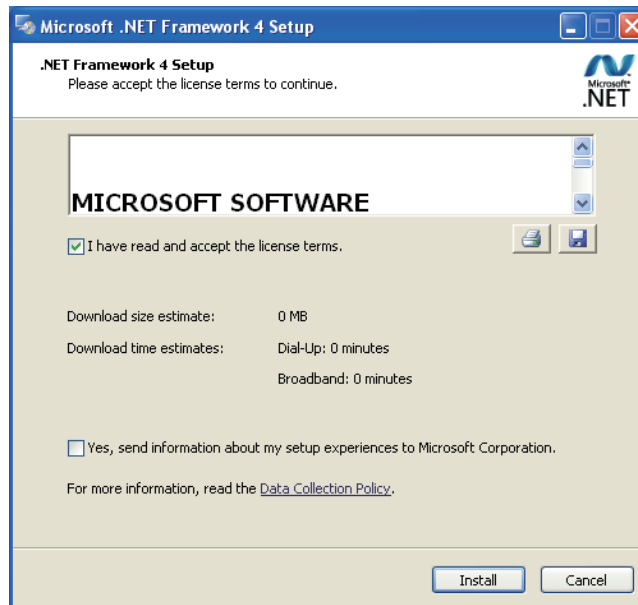 Microsoft .NET Framework 4 Setup
.NET Framework 4 Setup
Please accept the license terms to continue.
Microsoft
.NET
MICROSOFT SOFTWARE
I have read and accept the license terms.
Download size estimate: 0 MB
Download time estimates: Dial-Up: 0 minutes
Broadband: 0 minutes
Yes, send information about my setup experiences to Microsoft Corporation.
For more information, read the Data Collection Policy.
Install Cancel